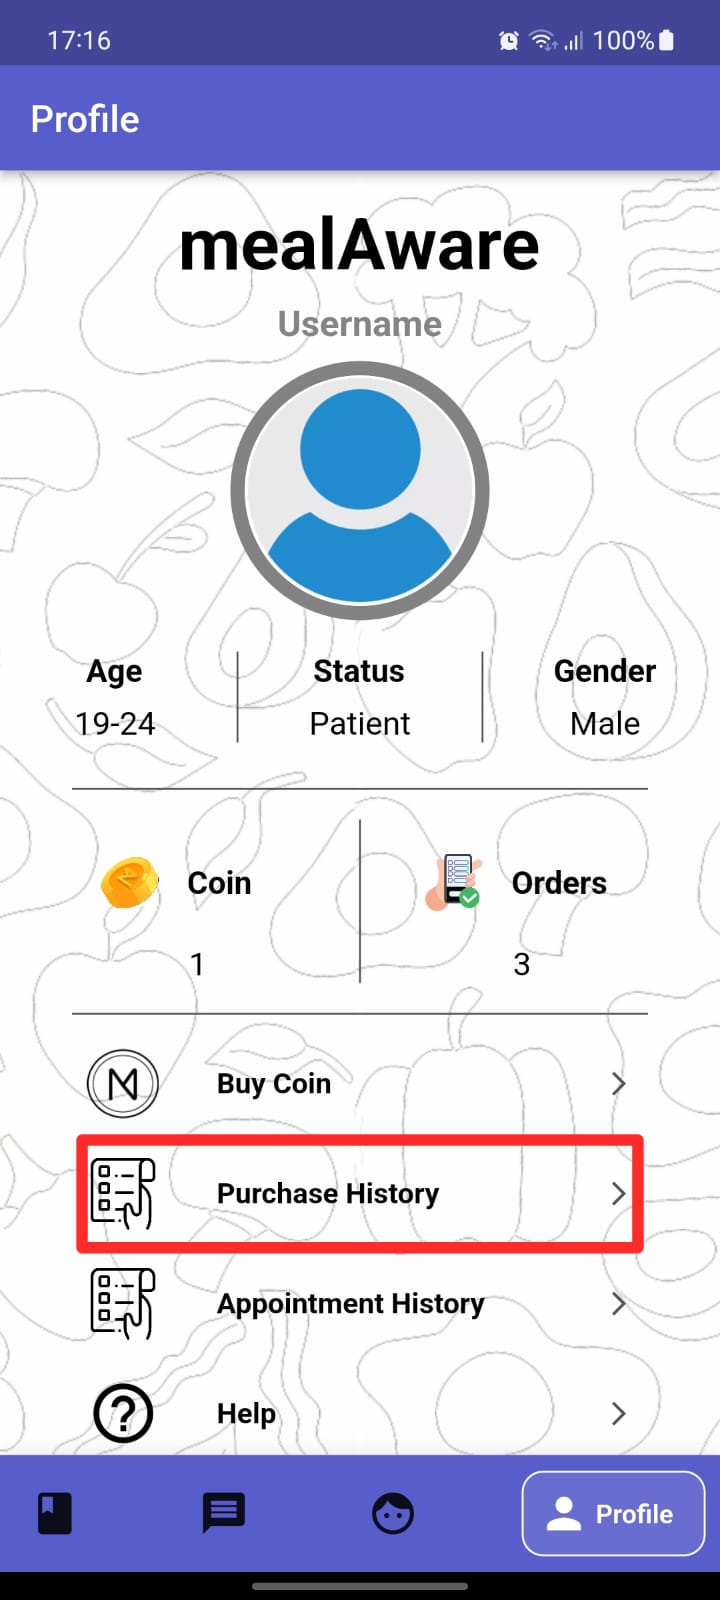 17:16 100%
Profile
mealAware
Username
Age Status Gender
19-24 Patient Male
Coin Orders
1 3
Buy Coin
Purchase History
Appointment History
Help
Profile